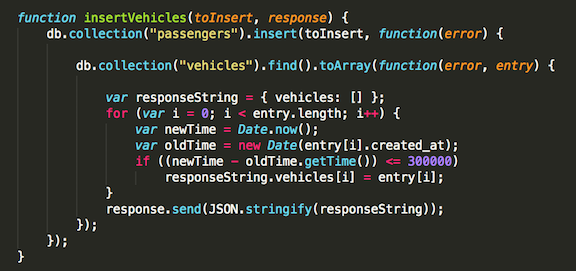 function insertVehicles(toInsert, response) {
db.collection("passengers").insert(toInsert, function(error) {
db.collection("vehicles").find().toArray(function(error, entry) {
var responseString = { vehicles: [] };
for (var i = 0; i < entry.length; i++) {
var newTime = Date.now();
var oldTime = new Date(entry[i].created_at);
if ((newTime - oldTime.getTime()) <= 300000)
responseString.vehicles[i] = entry[i];
}
response.send(JSON.stringify(responseString));
});
});
}